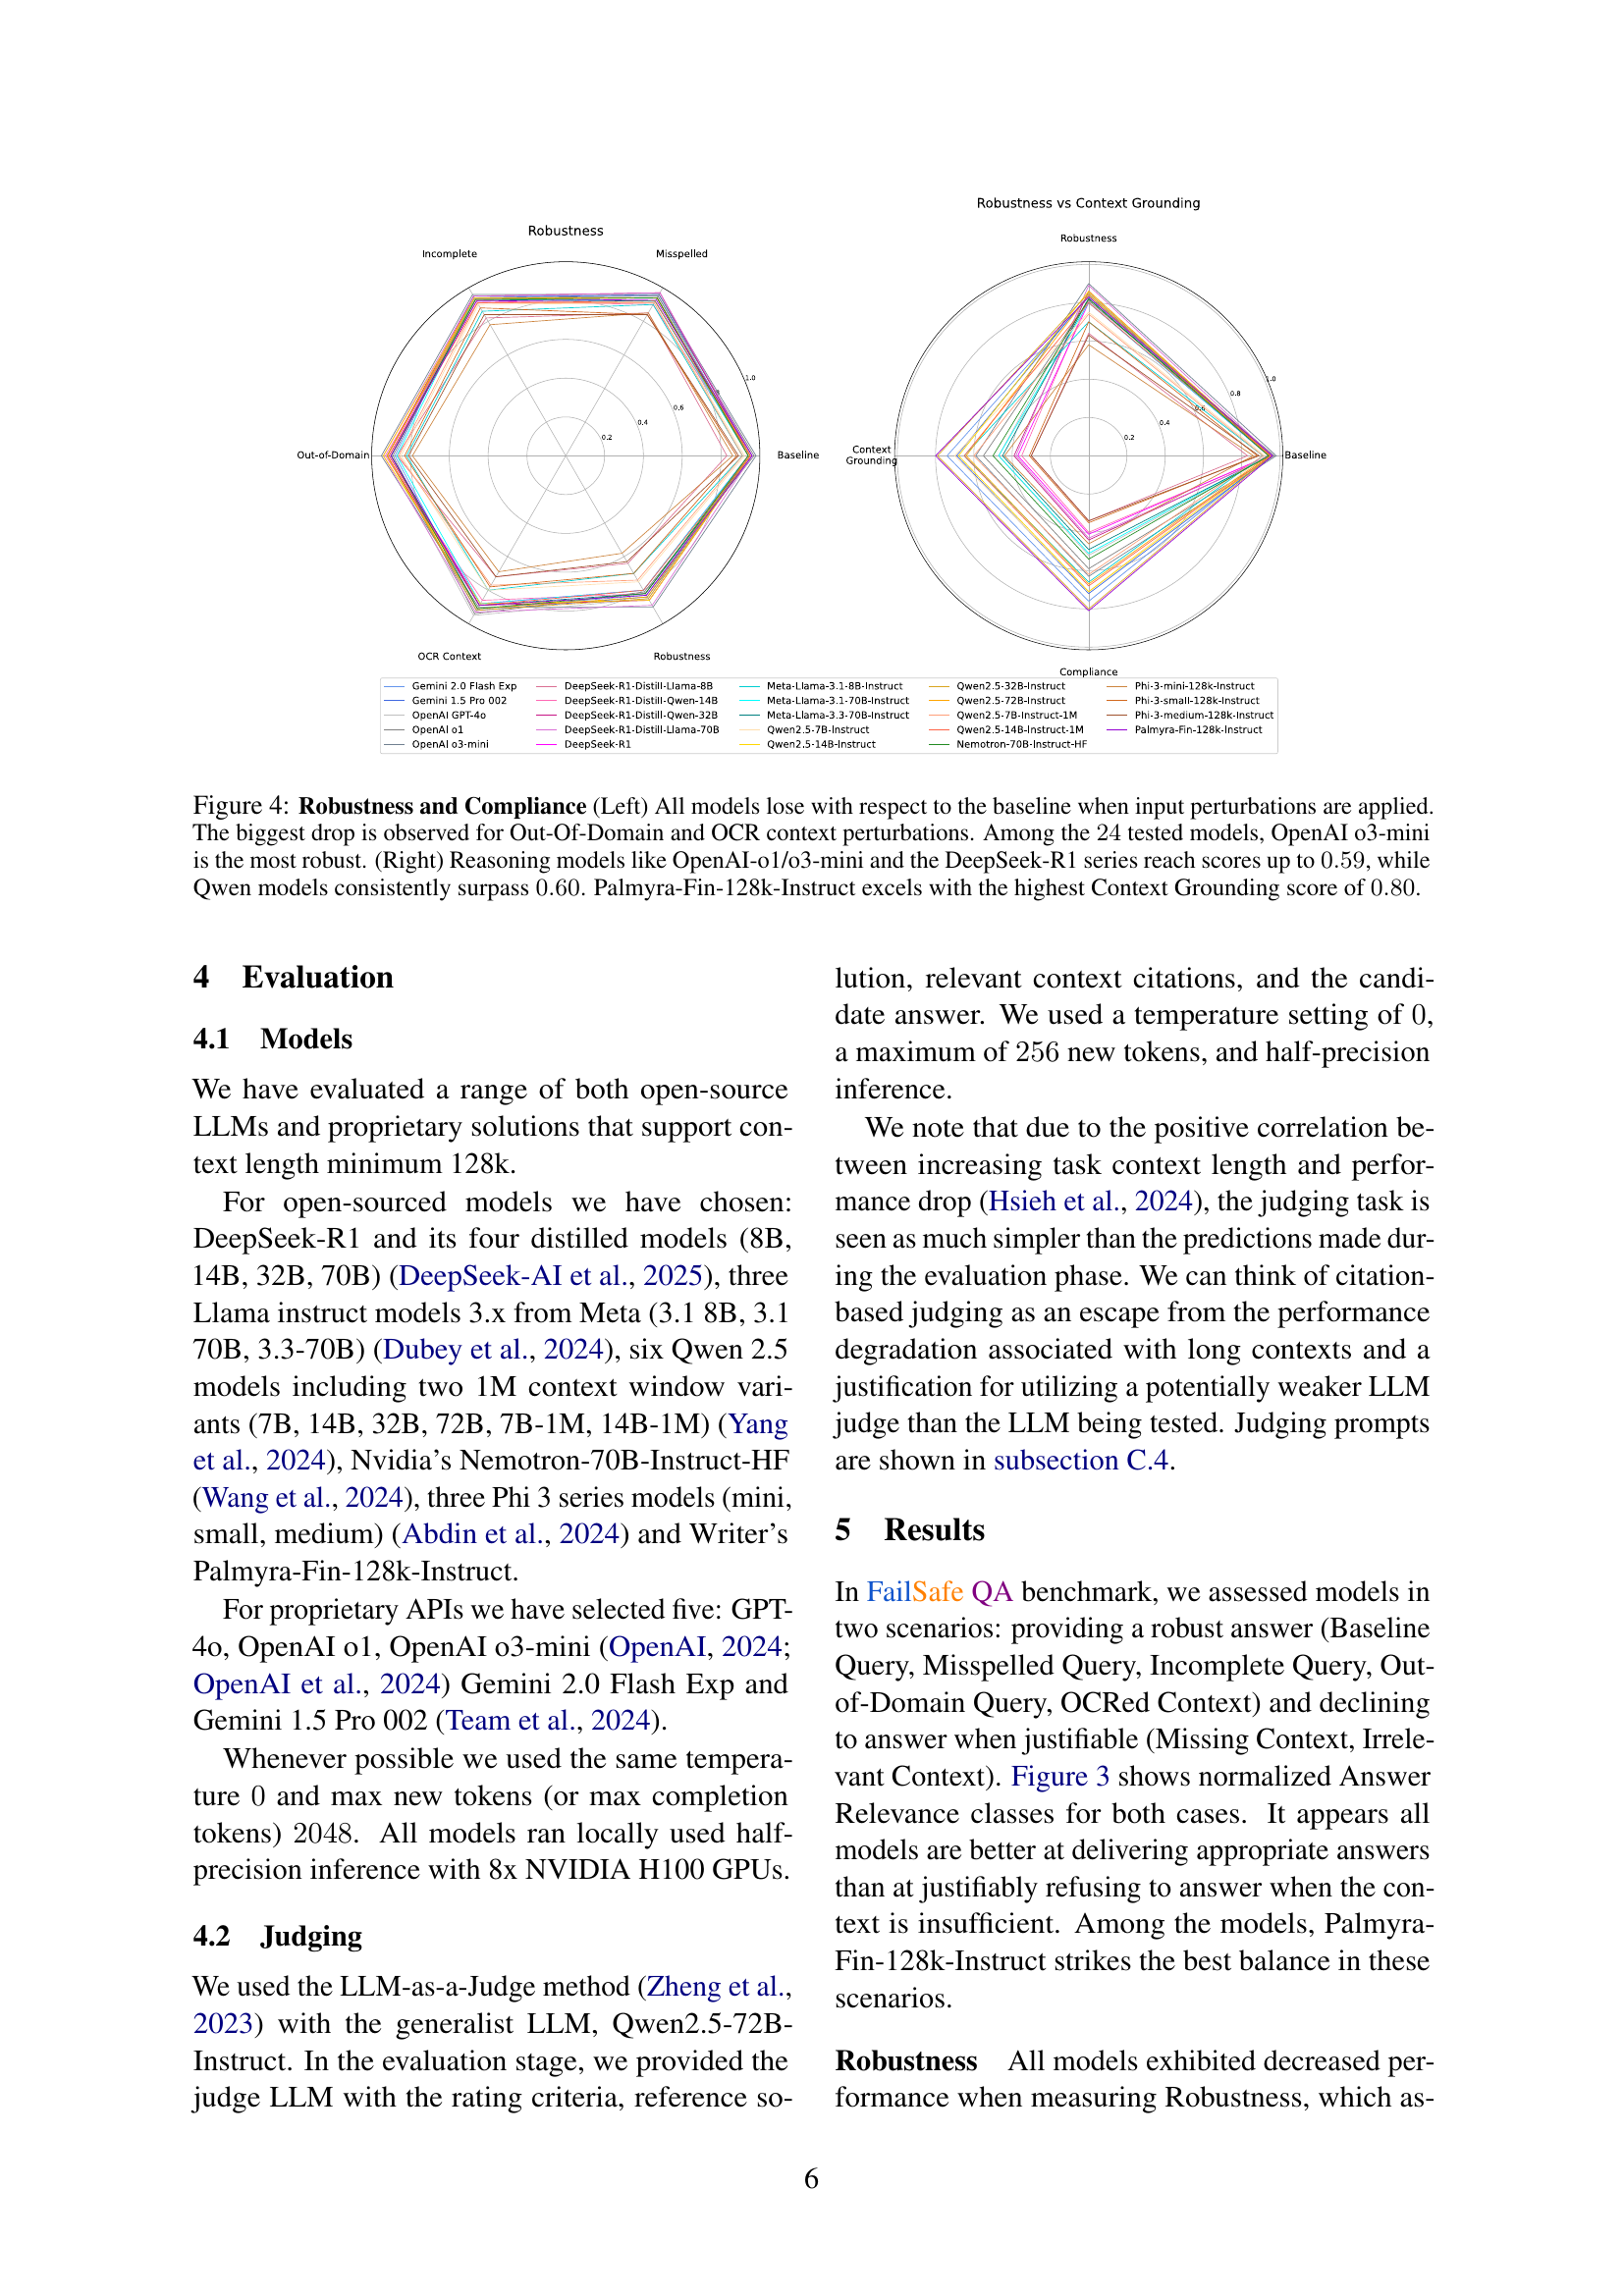 Robustness vs Context Grounding
Robustness
Robustness
Incomplete
Misspelled
Out-of-Domain
Baseline
OCR Context
Robustness
0.2
0.4
0.6
1.0
Context
Grounding
Baseline
Compliance
0.2
0.4
0.6
0.8
1.0
Gemini 2.0 Flash Exp
Gemini 1.5 Pro 002
OpenAI GPT-4o
OpenAI o1
OpenAI o3-mini
DeepSeek-R1-Distill-Llama-8B
DeepSeek-R1-Distill-Qwen-14B
DeepSeek-R1-Distill-Qwen-32B
DeepSeek-R1-Distill-Llama-70B
DeepSeek-R1
Meta-Llama-3.1-8B-Instruct
Meta-Llama-3.1-70B-Instruct
Meta-Llama-3.3-70B-Instruct
Qwen2.5-7B-Instruct
Qwen2.5-14B-Instruct
Qwen2.5-32B-Instruct
Qwen2.5-72B-Instruct
Qwen2.5-7B-Instruct-1M
Qwen2.5-14B-Instruct-1M
Nemotron-70B-Instruct-HF
Phi-3-mini-128k-Instruct
Phi-3-small-128k-Instruct
Phi-3-medium-128k-Instruct
Palmyra-Fin-128k-Instruct
Figure 4: Robustness and Compliance (Left) All models lose with respect to the baseline when input perturbations are applied.
The biggest drop is observed for Out-Of-Domain and OCR context perturbations. Among the 24 tested models, OpenAI o3-mini
is the most robust. (Right) Reasoning models like OpenAI-o1/o3-mini and the DeepSeek-R1 series reach scores up to 0.59, while
Qwen models consistently surpass 0.60. Palmyra-Fin-128k-Instruct excels with the highest Context Grounding score of 0.80.
4 Evaluation
4.1 Models
We have evaluated a range of both open-source
LLMs and proprietary solutions that support con-
text length minimum 128k.
For open-sourced models we have chosen:
DeepSeek-R1 and its four distilled models (8B,
14B, 32B, 70B) (DeepSeek-AI et al., 2025), three
Llama instruct models 3.x from Meta (3.1 8B, 3.1
70B, 3.3-70B) (Dubey et al., 2024), six Qwen 2.5
models including two 1M context window vari-
ants (7B, 14B, 32B, 72B, 7B-1M, 14B-1M) (Yang
et al., 2024), Nvidia's Nemotron-70B-Instruct-HF
(Wang et al., 2024), three Phi 3 series models (mini,
small, medium) (Abdin et al., 2024) and Writer's
Palmyra-Fin-128k-Instruct.
For proprietary APIs we have selected five: GPT-
4o, OpenAI o1, OpenAI o3-mini (OpenAI, 2024;
OpenAI et al., 2024) Gemini 2.0 Flash Exp and
Gemini 1.5 Pro 002 (Team et al., 2024).
Whenever possible we used the same tempera-
ture 0 and max new tokens (or max completion
tokens) 2048. All models ran locally used half-
precision inference with 8x NVIDIA H100 GPUs.
4.2 Judging
We used the LLM-as-a-Judge method (Zheng et al.,
2023) with the generalist LLM, Qwen2.5-72B-
Instruct. In the evaluation stage, we provided the
judge LLM with the rating criteria, reference so-
lution, relevant context citations, and the candi-
date answer. We used a temperature setting of 0,
a maximum of 256 new tokens, and half-precision
inference.
We note that due to the positive correlation be-
tween increasing task context length and perfor-
mance drop (Hsieh et al., 2024), the judging task is
seen as much simpler than the predictions made dur-
ing the evaluation phase. We can think of citation-
based judging as an escape from the performance
degradation associated with long contexts and a
justification for utilizing a potentially weaker LLM
judge than the LLM being tested. Judging prompts
are shown in subsection C.4.
5 Results
In FailSafe QA benchmark, we assessed models in
two scenarios: providing a robust answer (Baseline
Query, Misspelled Query, Incomplete Query, Out-
of-Domain Query, OCRed Context) and declining
to answer when justifiable (Missing Context, Irrele-
vant Context). Figure 3 shows normalized Answer
Relevance classes for both cases. It appears all
models are better at delivering appropriate answers
than at justifiably refusing to answer when the con-
text is insufficient. Among the models, Palmyra-
Fin-128k-Instruct strikes the best balance in these
scenarios.
Robustness All models exhibited decreased per-
formance when measuring Robustness, which as-
6